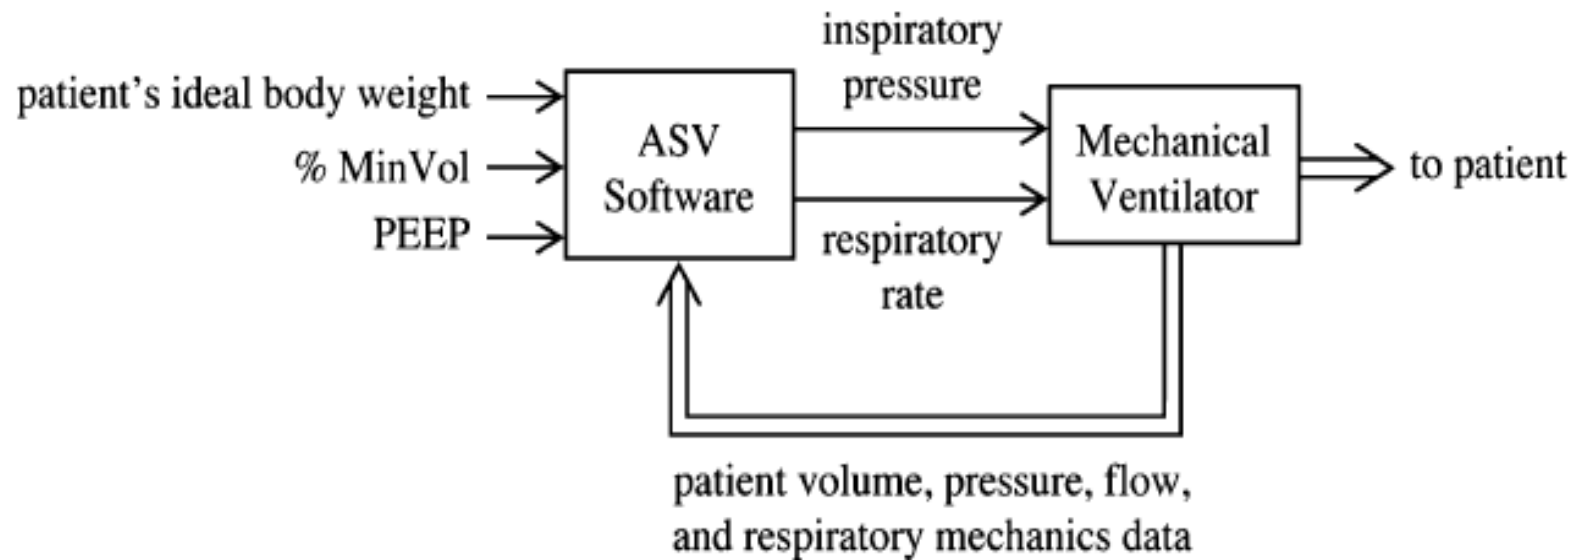 inspiratory
pressure
patient's ideal body weight
% MinVol
PEEP
ASV
Software
respiratory
rate
Mechanical
Ventilator
to patient
patient volume, pressure, flow,
and respiratory mechanics data